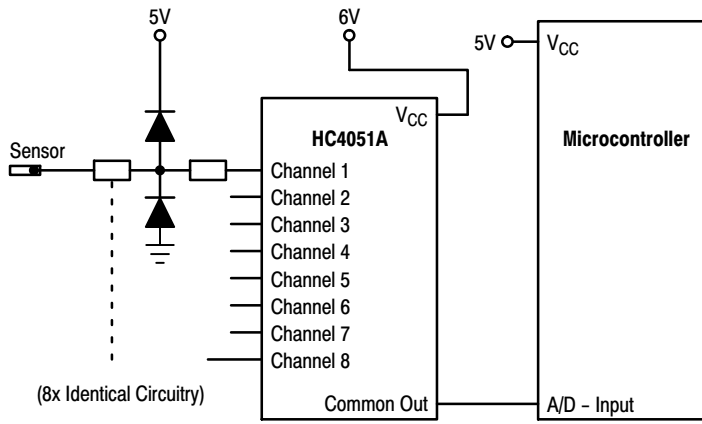 5V
6V
5V
VCC
VCC
HC4051A
Microcontroller
Sensor
Channel 1
Channel 2
Channel 3
Channel 4
Channel 5
Channel 6
Channel 7
Channel 8
(8x Identical Circuitry)
Common Out
A/D – Input